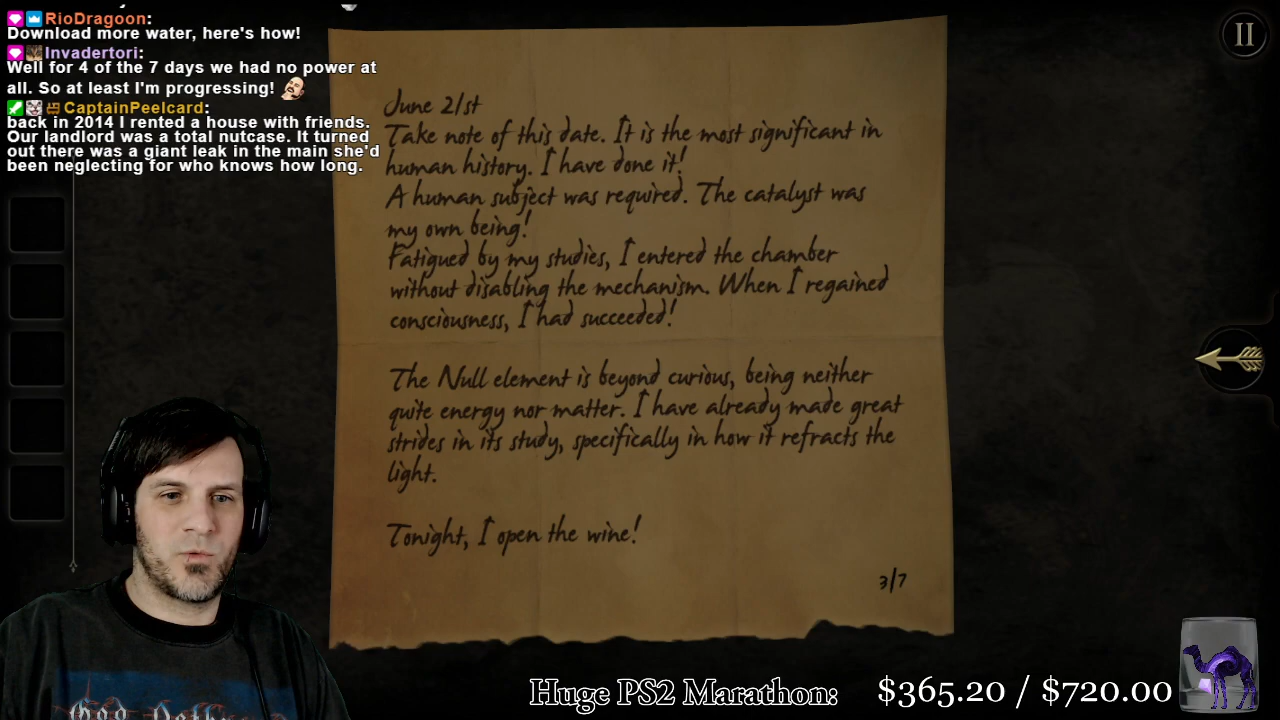 RioDragoon:
Download more water, here's how!
Invadertori:
Well for 4 of the 7 days we had no power at
all. So at least I'm progressing!
CaptainPeelcard:
back in 2014 I rented a house with friends.
Our landlord was a total nutcase. It turned
out there was a giant leak in the main she'd
been neglecting for who knows how long.
June 21st
Take note of this date. It is the most significant in
human history. I have done it!
A human subject was required. The catalyst was
my own being!
Fatigued by my studies, I entered the chamber
without disabling the mechanism. When I regained
consciousness, I had succeeded!
The Null element is beyond curious, being neither
quite energy nor matter. I have already made great
strides in its study, specifically in how it refracts the
light.
Tonight, I open the wine!
3/7
Huge PS2 Marathon: $365.20 / $720.00